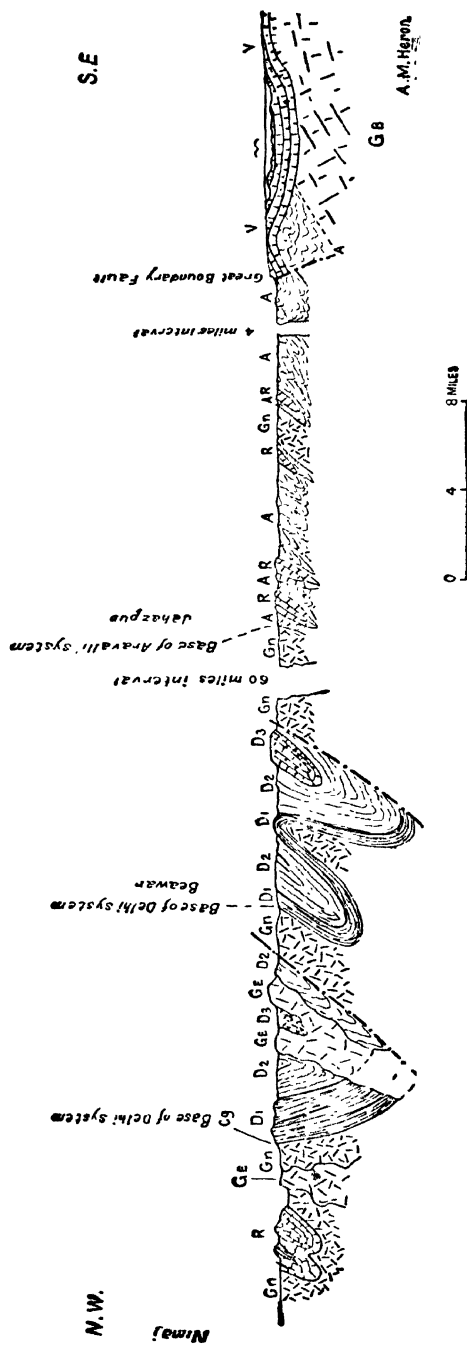 N.W.
S.E
Nimaj
Base of Delhi system
Base of Delhi system
Beawar
60 miles interval
Base of Aravalli system
Jahazpur
4 miles interval
Great Boundary Fault
Gn R GE Gn Cg D1 D2 GE D3 GE D2 Gn D1 D2 D1 D2 D3 Gn Gn A R A R A R Gn AR A A V V
A
GB
A.M.Heron
0 4 8 MILES